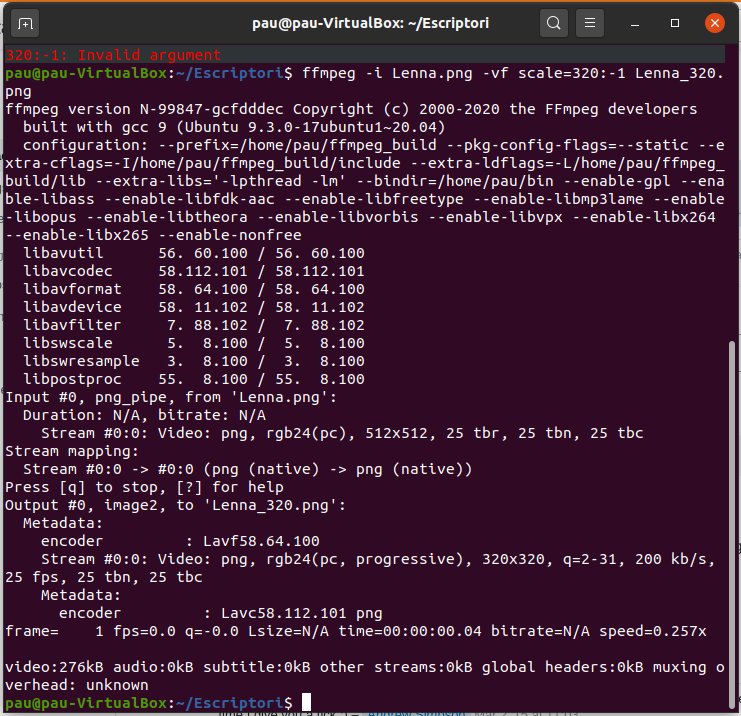 pau@pau-VirtualBox: ~/Escriptori
320:-1: Invalid argument
pau@pau-VirtualBox:~/Escriptori$ ffmpeg -i Lenna.png -vf scale=320:-1 Lenna_320.
png
ffmpeg version N-99847-gcfdddec Copyright (c) 2000-2020 the FFmpeg developers
  built with gcc 9 (Ubuntu 9.3.0-17ubuntu1~20.04)
  configuration: --prefix=/home/pau/ffmpeg_build --pkg-config-flags=--static --e
xtra-cflags=-I/home/pau/ffmpeg_build/include --extra-ldflags=-L/home/pau/ffmpeg_
build/lib --extra-libs='-lpthread -lm' --bindir=/home/pau/bin --enable-gpl --ena
ble-libass --enable-libfdk-aac --enable-libfreetype --enable-libmp3lame --enable
-libopus --enable-libtheora --enable-libvorbis --enable-libvpx --enable-libx264
--enable-libx265 --enable-nonfree
  libavutil      56. 60.100 / 56. 60.100
  libavcodec     58.112.101 / 58.112.101
  libavformat    58. 64.100 / 58. 64.100
  libavdevice    58. 11.102 / 58. 11.102
  libavfilter     7. 88.102 /  7. 88.102
  libswscale      5.  8.100 /  5.  8.100
  libswresample   3.  8.100 /  3.  8.100
  libpostproc    55.  8.100 / 55.  8.100
Input #0, png_pipe, from 'Lenna.png':
  Duration: N/A, bitrate: N/A
    Stream #0:0: Video: png, rgb24(pc), 512x512, 25 tbr, 25 tbn, 25 tbc
Stream mapping:
  Stream #0:0 -> #0:0 (png (native) -> png (native))
Press [q] to stop, [?] for help
Output #0, image2, to 'Lenna_320.png':
  Metadata:
    encoder         : Lavf58.64.100
    Stream #0:0: Video: png, rgb24(pc, progressive), 320x320, q=2-31, 200 kb/s,
25 fps, 25 tbn, 25 tbc
    Metadata:
      encoder         : Lavc58.112.101 png
frame=    1 fps=0.0 q=-0.0 Lsize=N/A time=00:00:00.04 bitrate=N/A speed=0.257x
video:276kB audio:0kB subtitle:0kB other streams:0kB global headers:0kB muxing o
verhead: unknown
pau@pau-VirtualBox:~/Escriptori$